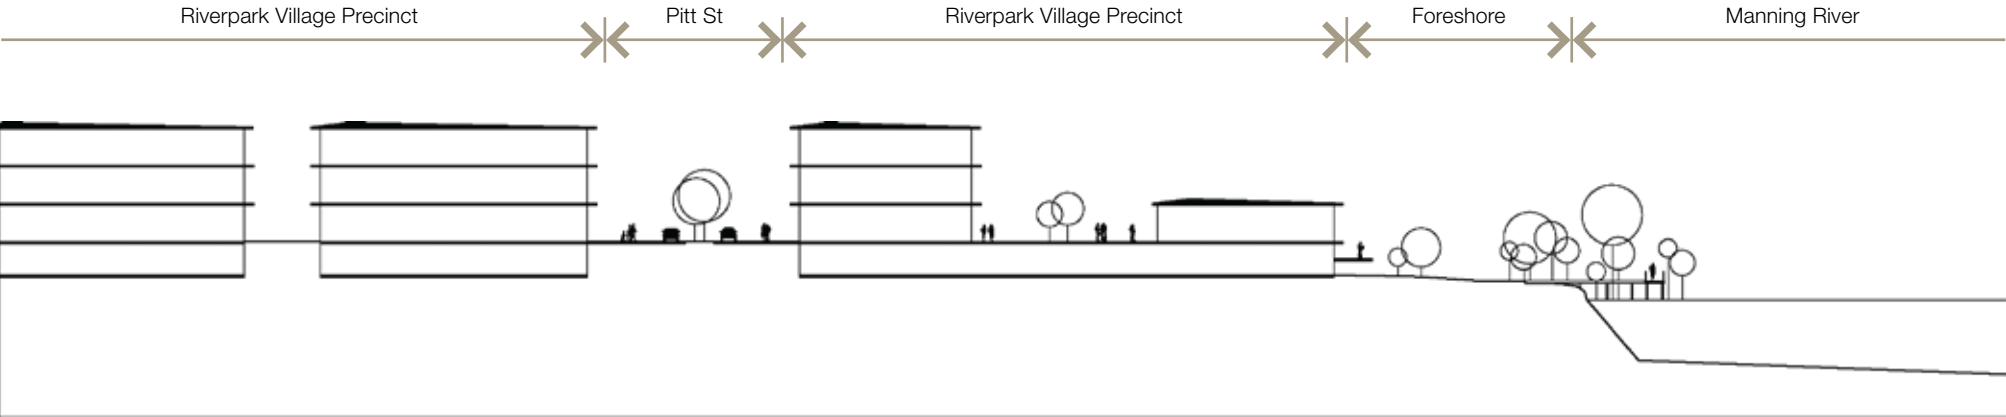 Riverpark Village Precinct
Pitt St
Riverpark Village Precinct
Foreshore
Manning River